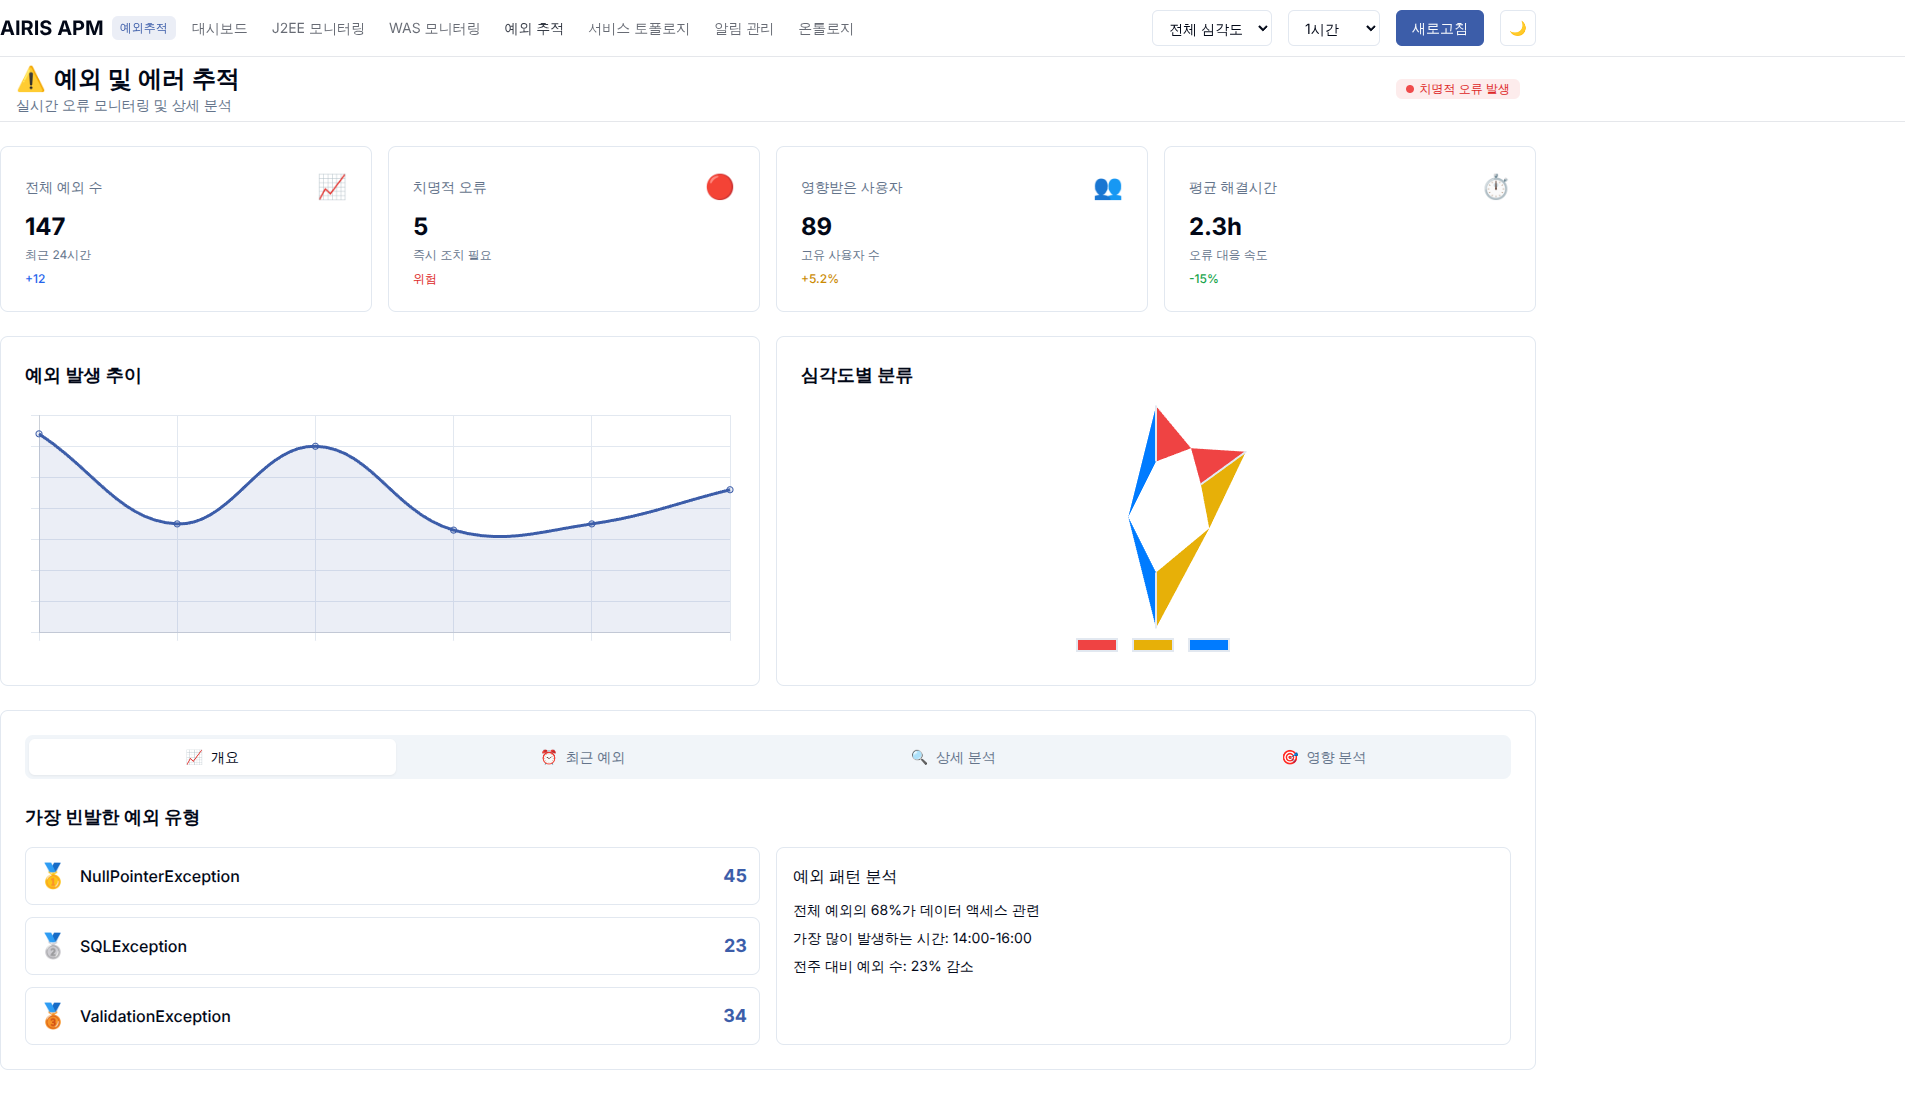 AIRIS APM 예외추적 대시보드 J2EE 모니터링 WAS 모니터링 예외 추적 서비스 토폴로지 알림 관리 온톨로지 전체 심각도 1시간 새로고침
예외 및 에러 추적
실시간 오류 모니터링 및 상세 분석
치명적 오류 발생
전체 예외 수
147
최근 24시간
+12
치명적 오류
5
즉시 조치 필요
위험
영향받은 사용자
89
고유 사용자 수
+5.2%
평균 해결시간
2.3h
오류 대응 속도
-15%
예외 발생 추이
심각도별 분류
개요 최근 예외 상세 분석 영향 분석
가장 빈발한 예외 유형
NullPointerException 45
SQLException 23
ValidationException 34
예외 패턴 분석
전체 예외의 68%가 데이터 액세스 관련
가장 많이 발생하는 시간: 14:00-16:00
전주 대비 예외 수: 23% 감소